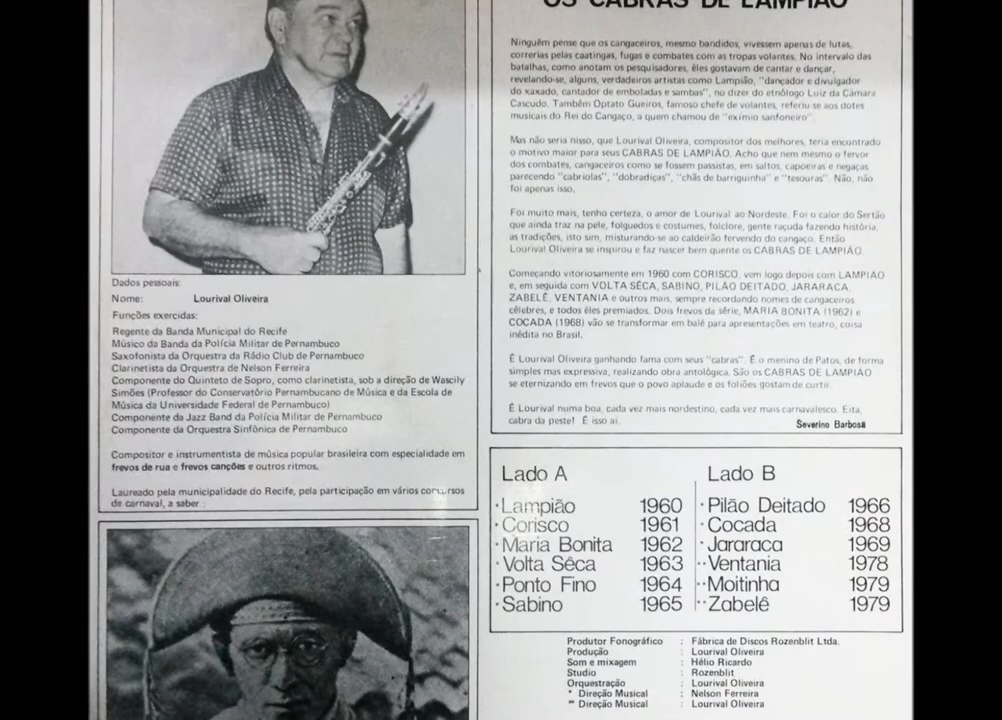 Dados pessoais:
Nome: Lourival Oliveira
Funções exercidas:
Regente da Banda Municipal do Recife
Músico da Banda da Polícia Militar de Pernambuco
Saxofonista da Orquestra da Rádio Club de Pernambuco
Clarinetista da Orquestra de Nelson Ferreira
Componente do Quinteto de Sopro, como clarinetista, sob a direção de Wascily
Simões (Professor do Conservatório Pernambucano de Música e da Escola de
Música da Universidade Federal de Pernambuco)
Componente da Jazz Band da Polícia Militar de Pernambuco
Componente da Orquestra Sinfônica de Pernambuco
Compositor e instrumentista de música popular brasileira com especialidade em
frevos de rua e frevos canções e outros ritmos.
Laureado pela municipalidade do Recife, pela participação em vários concursos
de carnaval, a saber :
OS CABRAS DE LAMPIÃO
Ninguém pense que os cangaceiros, mesmo bandidos, vivessem apenas de lutas,
correrias pelas caatingas, fugas e combates com as tropas volantes. No intervalo das
batalhas, como anotam os pesquisadores, êles gostavam de cantar e dançar,
revelando-se, alguns, verdadeiros artistas como Lampião, "dançador e divulgador
do xaxado, cantador de emboladas e sambas", no dizer do etnólogo Luiz da Câmara
Cascudo. Também Optato Gueiros, famoso chefe de volantes, referiu-se aos dotes
musicais do Rei do Cangaço, a quem chamou de "exímio sanfoneiro".
Mas não seria nisso, que Lourival Oliveira, compositor dos melhores, teria encontrado
o motivo maior para seus CABRAS DE LAMPIÃO. Acho que nem mesmo o fervor
dos combates, cangaceiros como se fossem passistas, em saltos, capoeiras e negaças
parecendo "cabriolas", "dobradiças", "chãs de barriguinha" e "tesouras". Não, não
foi apenas isso.
Foi muito mais, tenho certeza, o amor de Lourival ao Nordeste. Foi o calor do Sertão
que ainda traz na pele, folguedos e costumes, folclore, gente raçuda fazendo história,
as tradições, isto sim, misturando-se ao caldeirão fervendo do cangaço. Então
Lourival Oliveira se inspirou e faz nascer bem quente os CABRAS DE LAMPIÃO.
Começando vitoriosamente em 1960 com CORISCO, vem logo depois com LAMPIÃO
e, em seguida com VOLTA SÊCA, SABINO, PILÃO DEITADO, JARARACA,
ZABELÊ, VENTANIA e outros mais, sempre recordando nomes de cangaceiros
célebres, e todos êles premiados. Dois frevos da série, MARIA BONITA (1962) e
COCADA (1968) vão se transformar em balé para apresentações em teatro, coisa
inédita no Brasil.
É Lourival Oliveira ganhando fama com seus "cabras". É o menino de Patos, de forma
simples mas expressiva, realizando obra antológica. São os CABRAS DE LAMPIÃO
se eternizando em frevos que o povo aplaude e os foliões gostam de curtir.
É Lourival numa boa, cada vez mais nordestino, cada vez mais carnavalesco. Eita,
cabra da peste! É isso aí.
Severino Barbosa
Lado A
·Lampião 1960
·Corisco 1961
·Maria Bonita 1962
·Volta Sêca 1963
·Ponto Fino 1964
·Sabino 1965
Lado B
·Pilão Deitado 1966
·Cocada 1968
·Jararaca 1969
··Ventania 1978
··Moitinha 1979
··Zabelê 1979
Produtor Fonográfico : Fábrica de Discos Rozenblit Ltda.
Produção : Lourival Oliveira
Som e mixagem : Hélio Ricardo
Studio : Rozenblit
Orquestração : Lourival Oliveira
* Direção Musical : Nelson Ferreira
** Direção Musical : Lourival Oliveira